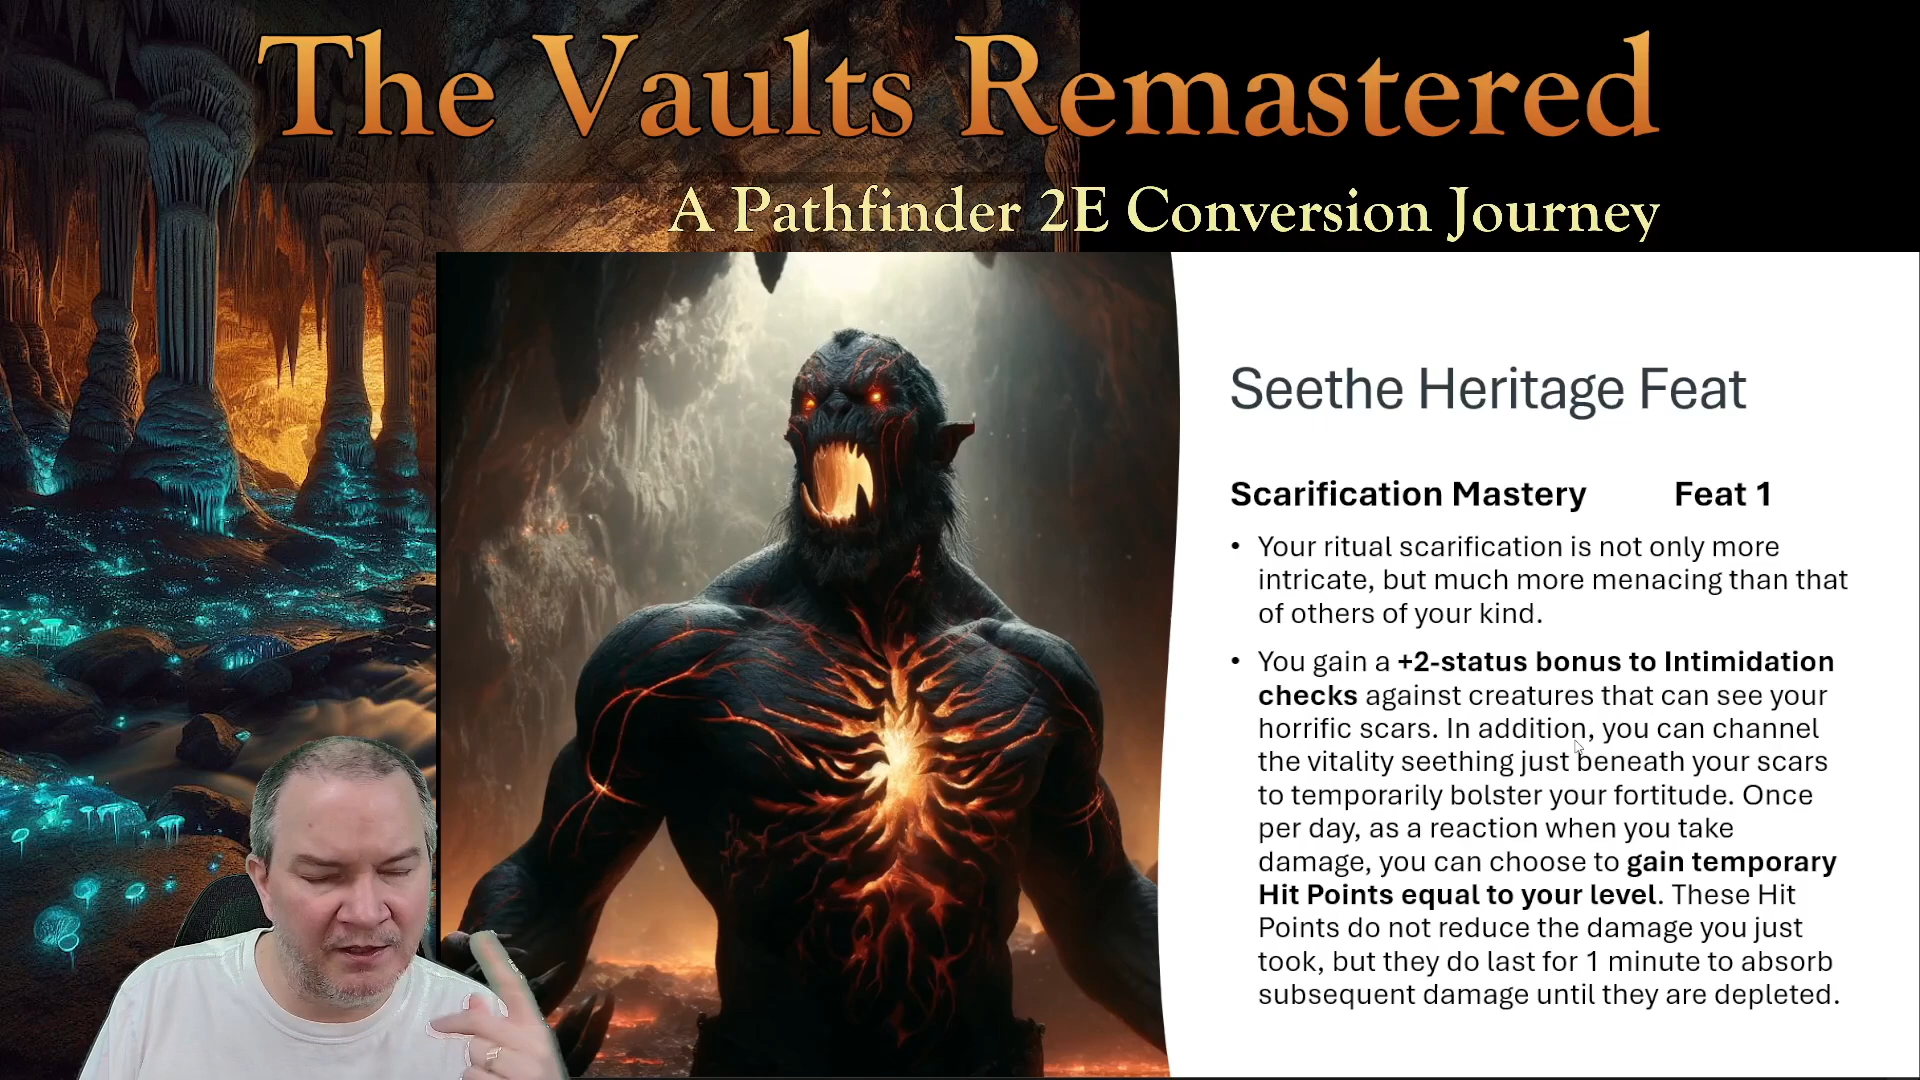 The Vaults Remastered
A Pathfinder 2E Conversion Journey
Seethe Heritage Feat
Scarification Mastery Feat 1
• Your ritual scarification is not only more
intricate, but much more menacing than that
of others of your kind.
• You gain a +2-status bonus to Intimidation
checks against creatures that can see your
horrific scars. In addition, you can channel
the vitality seething just beneath your scars
to temporarily bolster your fortitude. Once
per day, as a reaction when you take
damage, you can choose to gain temporary
Hit Points equal to your level. These Hit
Points do not reduce the damage you just
took, but they do last for 1 minute to absorb
subsequent damage until they are depleted.